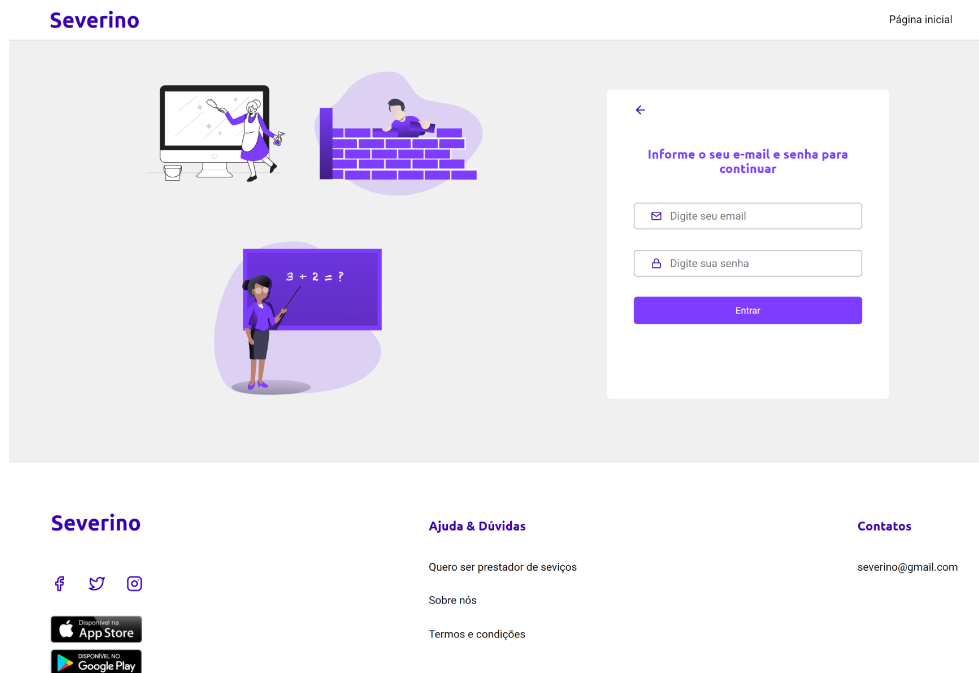 Severino
Página inicial
3 + 2 = ?
Informe o seu e-mail e senha para
continuar
Digite seu email
Digite sua senha
Entrar
Severino
Disponível na
App Store
DISPONÍVEL NO
Google Play
Ajuda & Dúvidas
Quero ser prestador de seviços
Sobre nós
Termos e condições
Contatos
severino@gmail.com